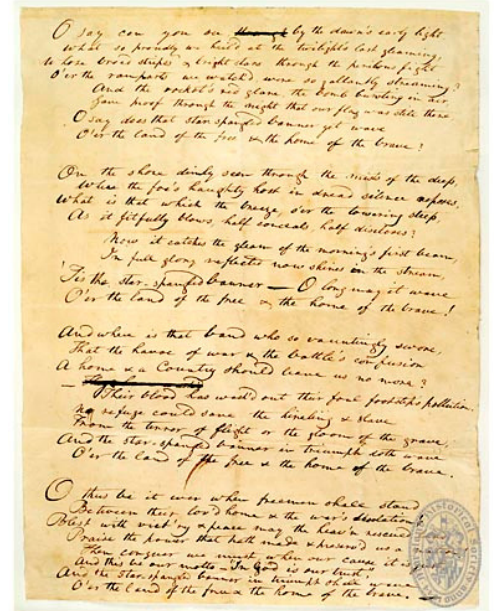 O say can you see ~~through~~ by the dawn's early light
What so proudly we hail'd at the twilight's last gleaming,
Whose broad stripes & bright stars through the perilous fight
O'er the ramparts we watch'd, were so gallantly streaming?
And the rocket's red glare, the bomb bursting in air,
Gave proof through the night that our flag was still there,
O say does that star-spangled banner yet wave
O'er the land of the free & the home of the brave?
On the shore dimly seen through the mists of the deep,
Where the foe's haughty host in dread silence reposes,
What is that which the breeze, o'er the towering steep,
As it fitfully blows, half conceals, half discloses?
Now it catches the gleam of the morning's first beam,
In full glory reflected now shines in the stream,
'Tis the star-spangled banner — O long may it wave
O'er the land of the free & the home of the brave!
And where is that band who so vauntingly swore,
That the havoc of war & the battle's confusion
A home & a Country should leave us no more?
—
Their blood has wash'd out their foul footstep's pollution.
No refuge could save the hireling & slave
From the terror of flight or the gloom of the grave,
And the star-spangled banner in triumph doth wave
O'er the land of the free & the home of the brave.
O thus be it ever when freemen shall stand
Between their lov'd home & the war's desolation
Blest with vict'ry & peace may the heav'n rescued land
Praise the power that hath made & preserv'd us a nation
Then conquer we must, when our cause it is just,
And this be our motto - In God is our trust,
And the star-spangled banner in triumph shall wave
O'er the land of the free & the home of the brave. —
Historical